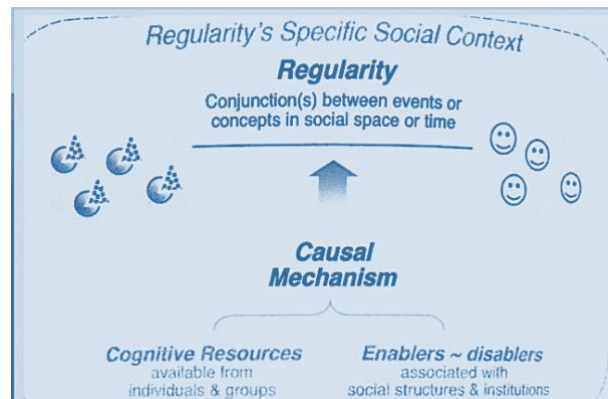 Regularity's Specific Social Context
Regularity
Conjunction(s) between events or
concepts in social space or time
Causal
Mechanism
Cognitive Resources
available from
individuals & groups
Enablers ~ disablers
associated with
social structures & institutions